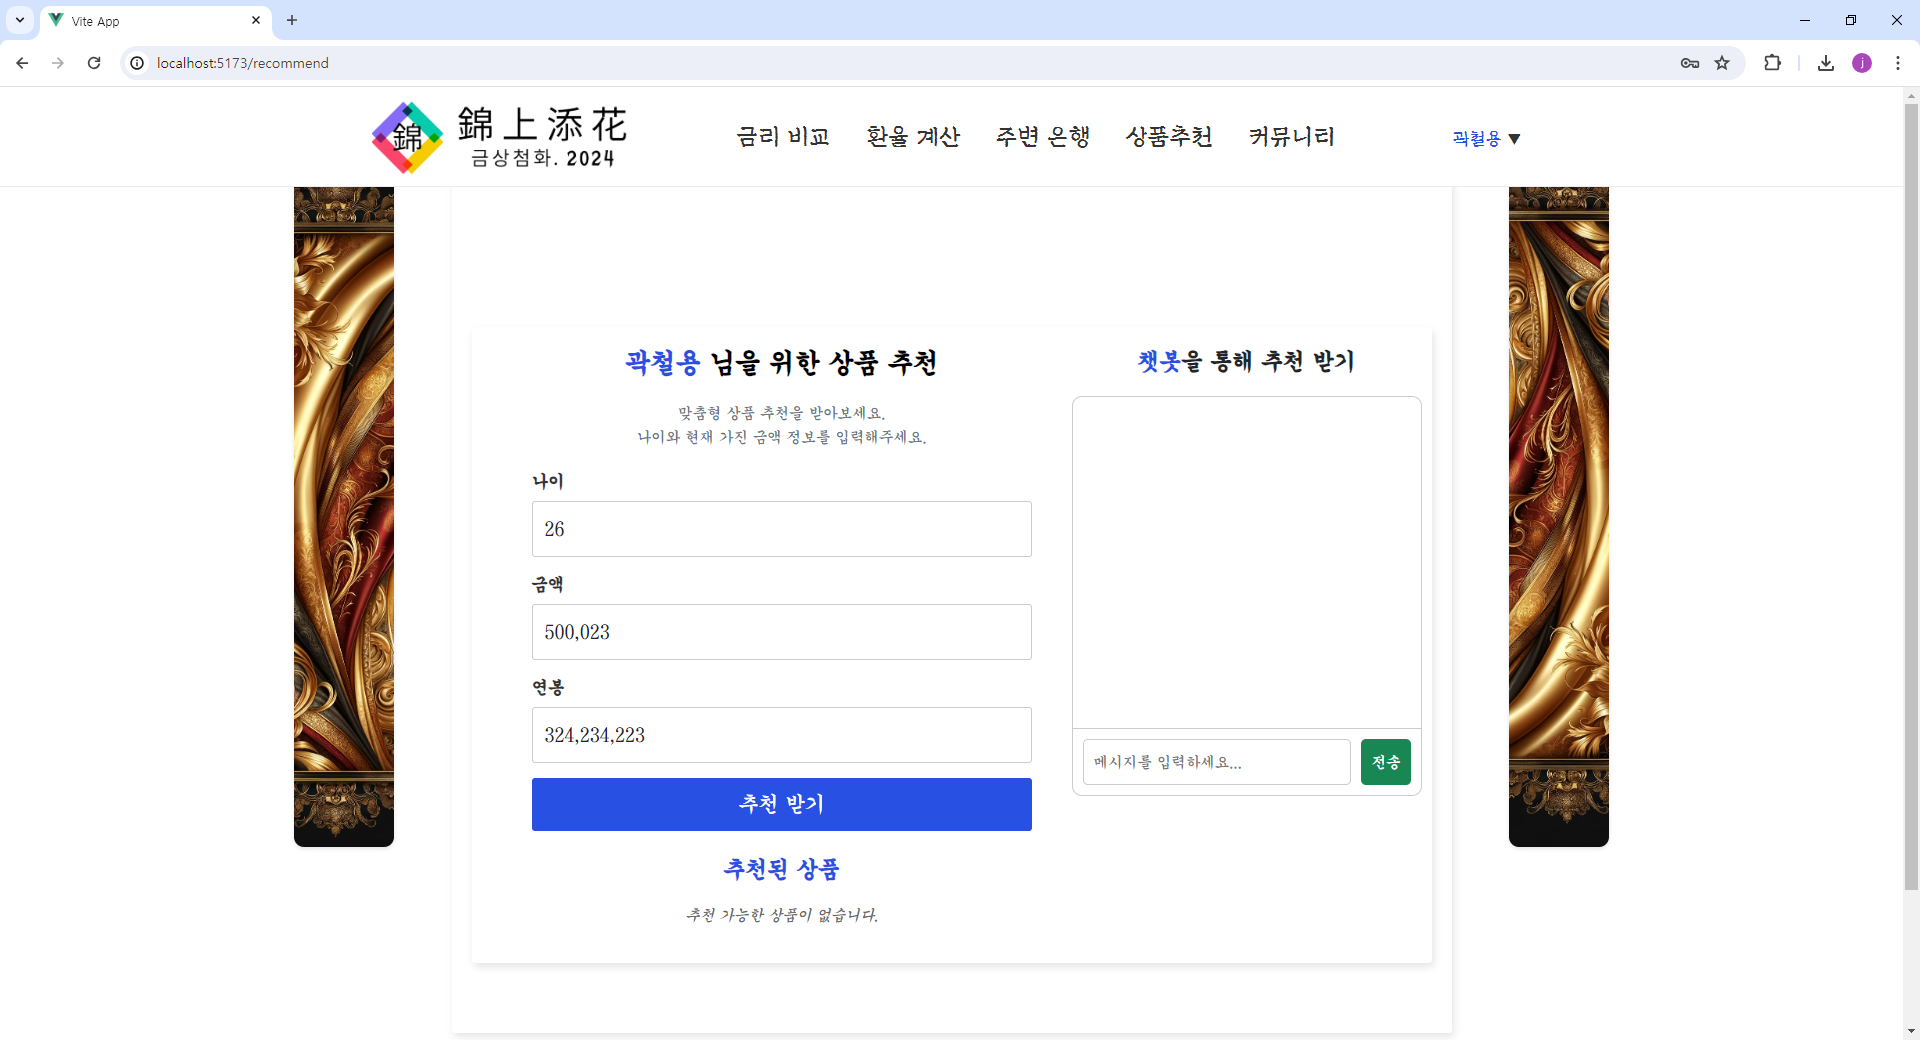 Vite App
localhost:5173/recommend
j
錦
錦上添花
금상첨화. 2024
금리 비교
환율 계산
주변 은행
상품추천
커뮤니티
곽철용 ▼
곽철용 님을 위한 상품 추천
맞춤형 상품 추천을 받아보세요.
나이와 현재 가진 금액 정보를 입력해주세요.
나이
26
금액
500,023
연봉
324,234,223
추천 받기
추천된 상품
추천 가능한 상품이 없습니다.
챗봇을 통해 추천 받기
메시지를 입력하세요...
전송